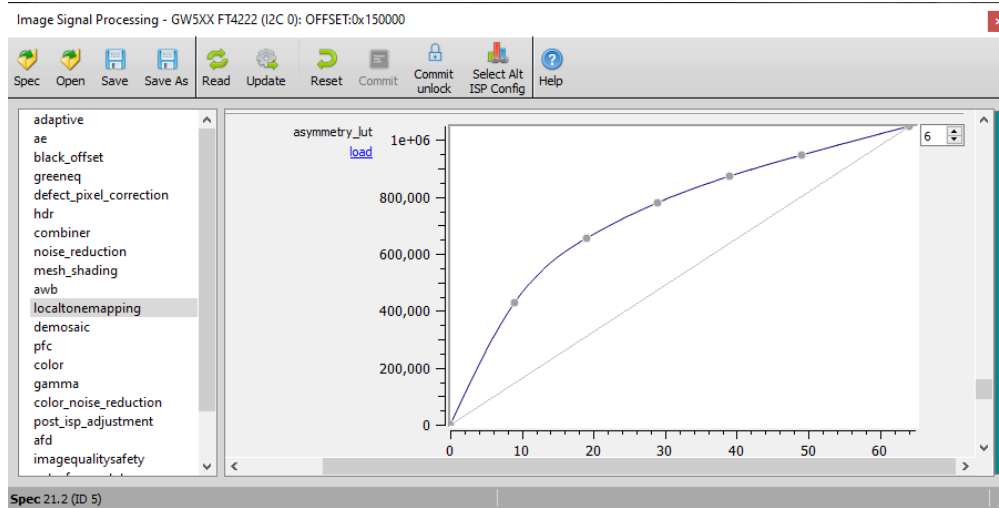 Image Signal Processing - GW5XX FT4222 (I2C 0): OFFSET:0x150000
Spec Open Save Save As Read Update Reset Commit Commit unlock Select Alt ISP Config Help
adaptive
ae
black_offset
greeneq
defect_pixel_correction
hdr
combiner
noise_reduction
mesh_shading
awb
localtonemapping
demosaic
pfc
color
gamma
color_noise_reduction
post_isp_adjustment
afd
imagequalitysafety
asymmetry_lut
load
1e+06
800,000
600,000
400,000
200,000
0
0 10 20 30 40 50 60
6
Spec 21.2 (ID 5)